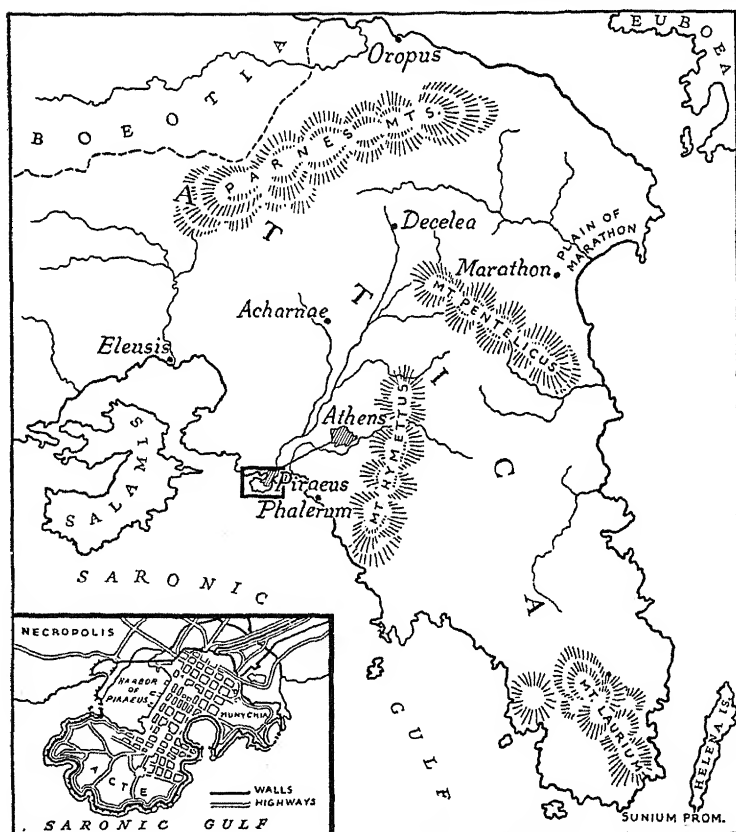 EUBOEA
Oropus
BOEOTIA
PARNES MTS.
ATTICA
Decelea
PLAIN OF
MARATHON
Marathon
MT. PENTELICUS
Acharnae
Eleusis
Athens
MT HYMETTUS
SALAMIS
Piraeus
Phalerum
SARONIC
GULF
MT. LAURIUM
HELENA IS.
SUNIUM PROM.
NECROPOLIS
HARBOR
OF
PIRAEUS
MUNYCHIA
ACTE
WALLS
HIGHWAYS
SARONIC GULF